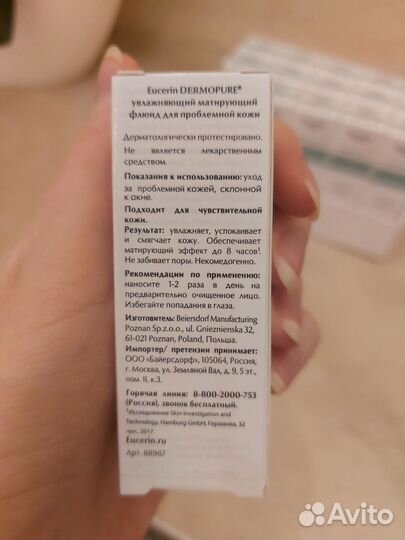 Eucerin DERMOPURE®
увлажняющий матирующий
флюид для проблемной кожи
Дерматологически протестировано.
Не является лекарственным
средством.
Показания к использованию: уход
за проблемной кожей, склонной
к акне.
Подходит для чувствительной
кожи.
Результат: увлажняет, успокаивает
и смягчает кожу. Обеспечивает
матирующий эффект до 8 часов¹.
Не забивает поры. Некомедогенно.
Рекомендации по применению:
наносите 1-2 раза в день на
предварительно очищенное лицо.
Избегайте попадания в глаза.
Изготовитель: Beiersdorf Manufacturing
Poznan Sp.z.o.o., ul. Gnieznienska 32,
61-021 Poznan, Poland, Польша.
Импортер/ претензии принимает:
ООО «Байерсдорф», 105064, Россия,
г. Москва, ул. Земляной Вал, д. 9, 5 эт.,
пом. II, к.3.
Горячая линия: 8-800-2000-753
(Россия), звонок бесплатный.
¹Исследование Skin Investigation and
Technology, Hamburg GmbH, Германия, 32
чел., 2017.
Eucerin.ru
Арт. 88967
Avito